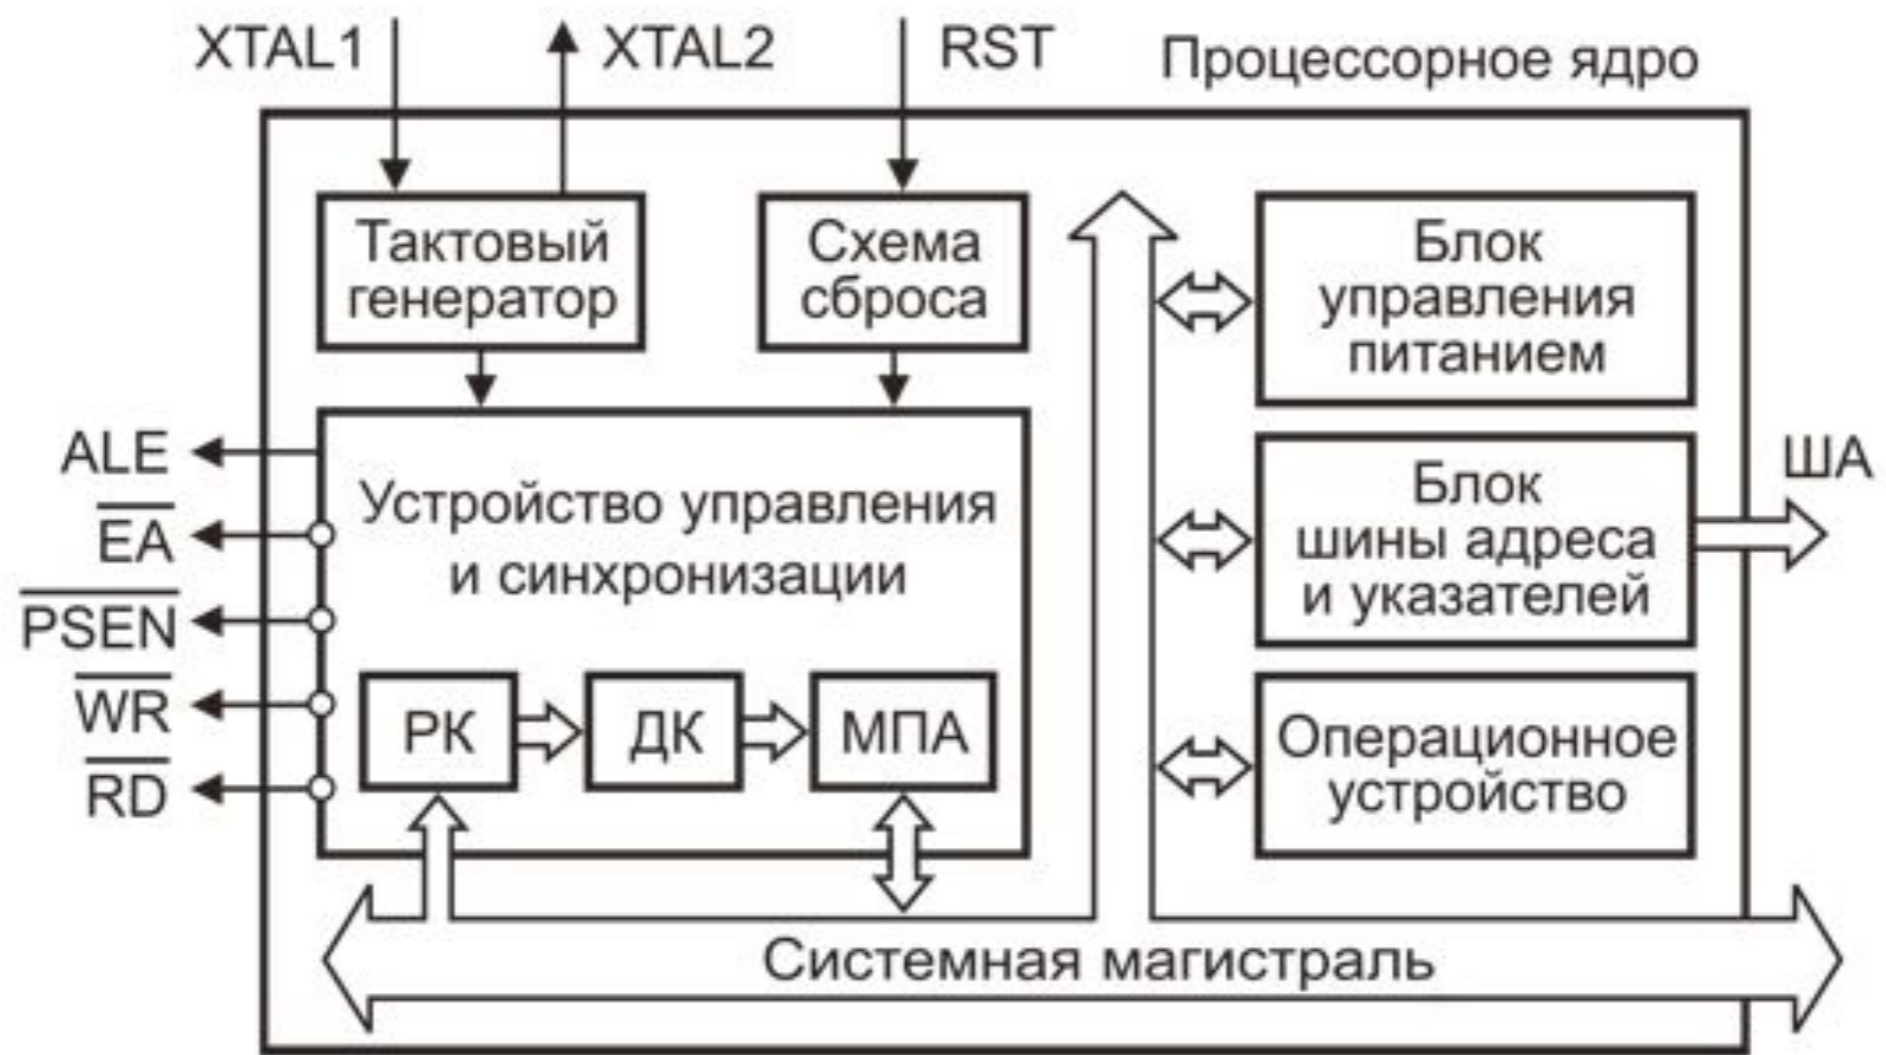 XTAL1
XTAL2
RST
Процессорное ядро
Тактовый
генератор
Схема
сброса
Блок
управления
питанием
ALE
EA
PSEN
WR
RD
Устройство управления
и синхронизации
РК
ДК
МПА
Блок
шины адреса
и указателей
ША
Операционное
устройство
Системная магистраль